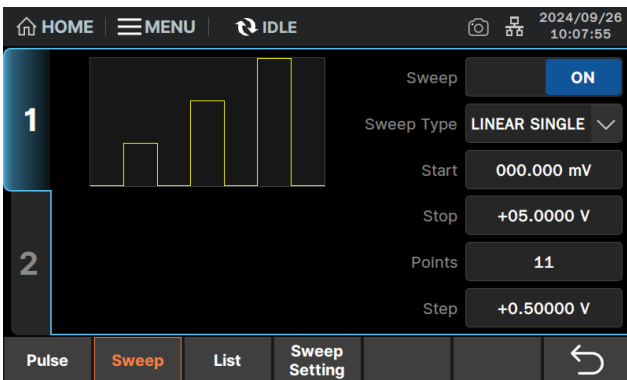 HOME MENU IDLE 2024/09/26
10:07:55
1
2
Sweep ON
Sweep Type LINEAR SINGLE
Start 000.000 mV
Stop +05.0000 V
Points 11
Step +0.50000 V
Pulse Sweep List Sweep
Setting